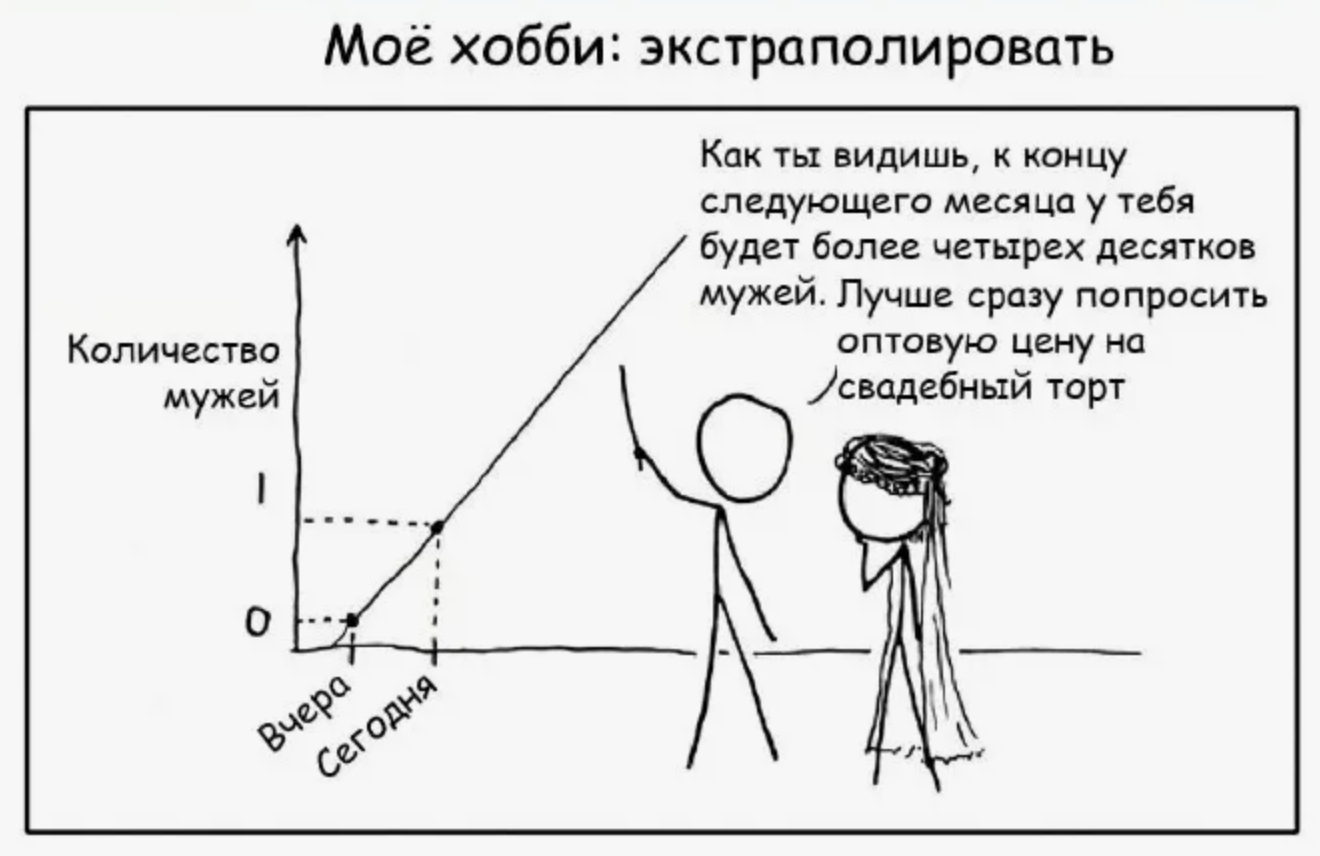 Моё хобби: экстраполировать
Как ты видишь, к концу
следующего месяца у тебя
будет более четырех десятков
мужей. Лучше сразу попросить
оптовую цену на
свадебный торт
Количество
мужей
1
0
Вчера
Сегодня